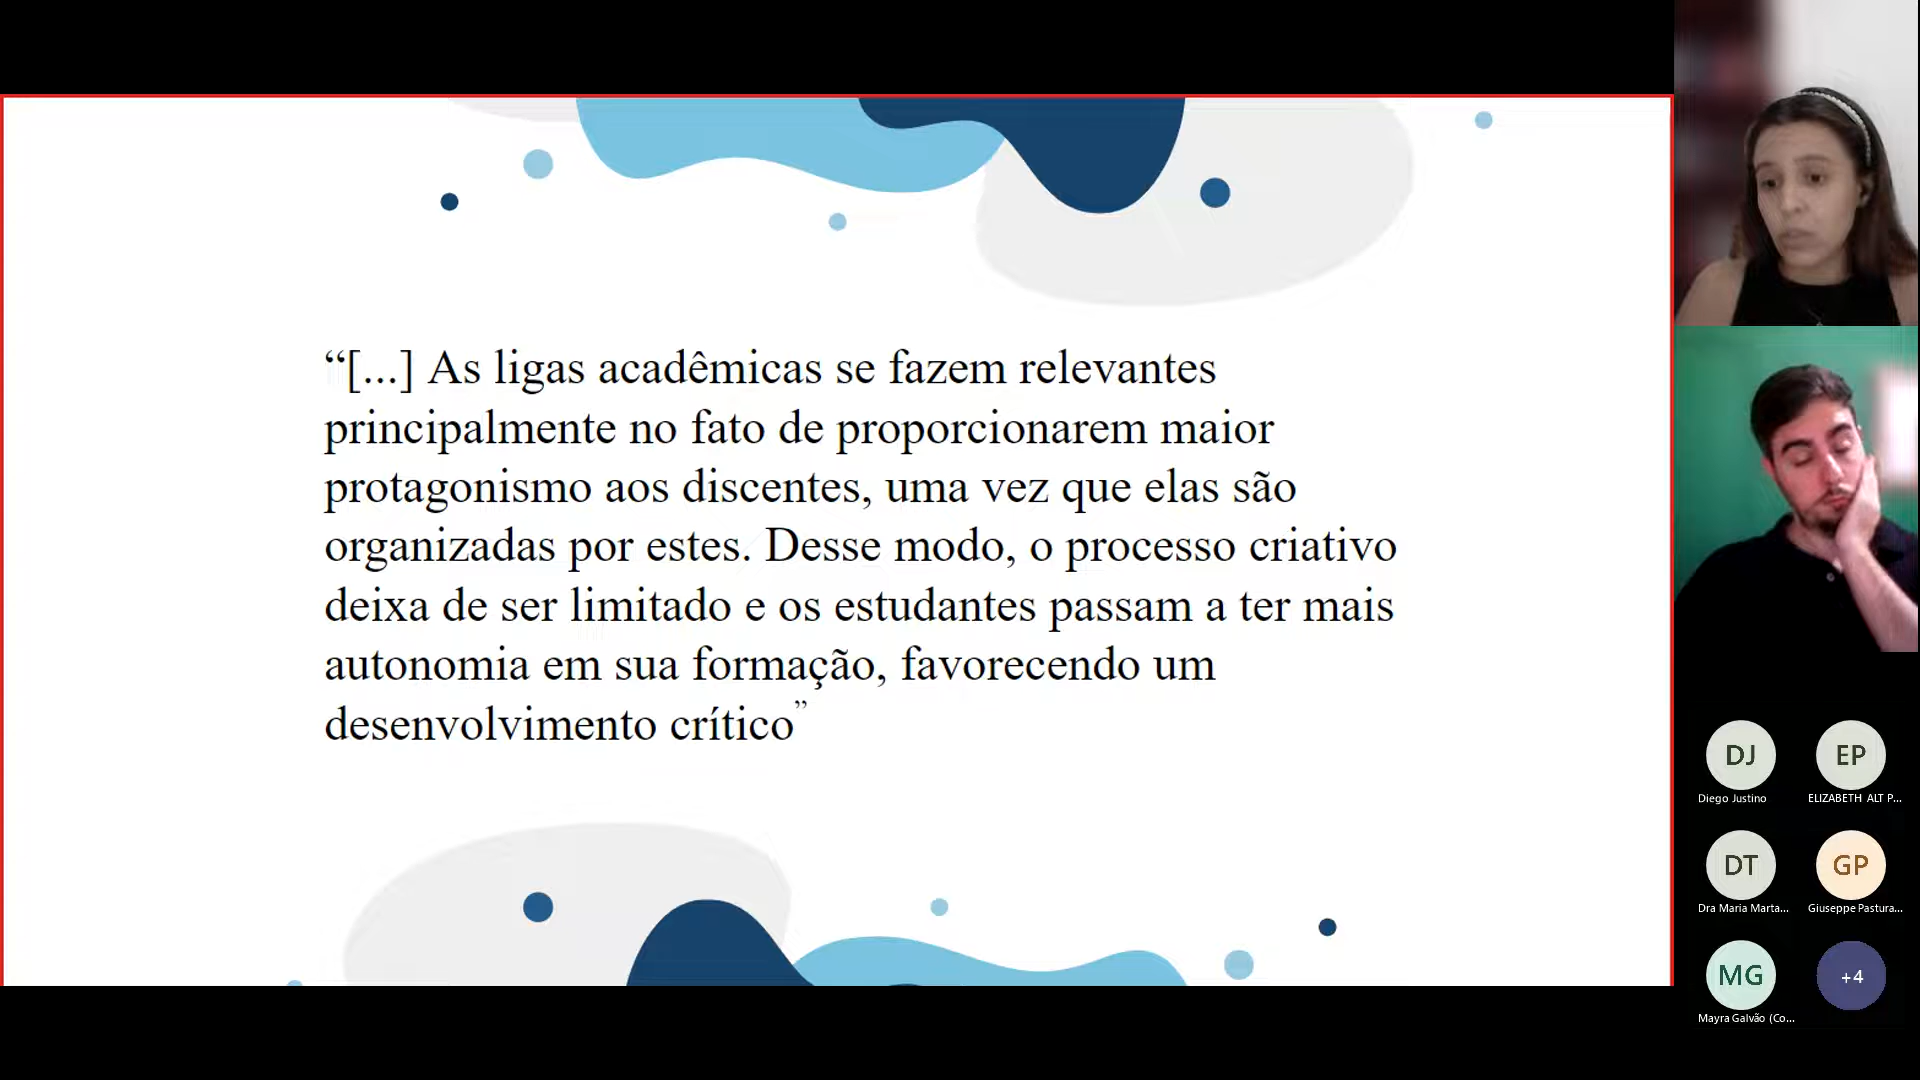 “[...] As ligas acadêmicas se fazem relevantes
principalmente no fato de proporcionarem maior
protagonismo aos discentes, uma vez que elas são
organizadas por estes. Desse modo, o processo criativo
deixa de ser limitado e os estudantes passam a ter mais
autonomia em sua formação, favorecendo um
desenvolvimento crítico”
DJ
EP
Diego Justino
ELIZABETH ALT P...
DT
GP
Dra Maria Marta...
Giuseppe Pastura...
MG
+4
Mayra Galvão (Co...